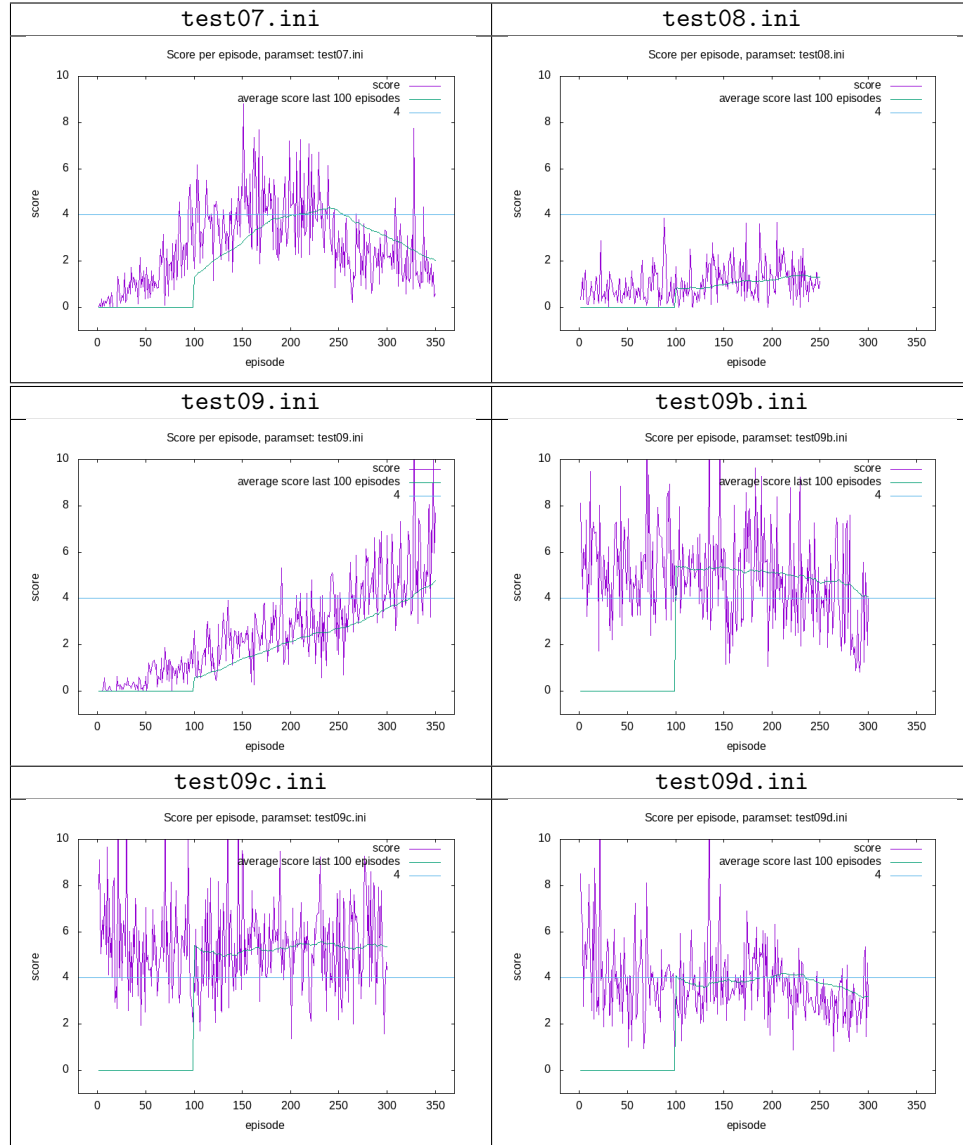 test07.ini
Score per episode, paramset: test07.ini
10
8
6
4
2
0
score
score
average score last 100 episodes
4
0 50 100 150 200 250 300 350
episode
test08.ini
Score per episode, paramset: test08.ini
10
8
6
4
2
0
score
score
average score last 100 episodes
4
0 50 100 150 200 250 300 350
episode
test09.ini
Score per episode, paramset: test09.ini
10
8
6
4
2
0
score
score
average score last 100 episodes
4
0 50 100 150 200 250 300 350
episode
test09b.ini
Score per episode, paramset: test09b.ini
10
8
6
4
2
0
score
score
average score last 100 episodes
4
0 50 100 150 200 250 300 350
episode
test09c.ini
Score per episode, paramset: test09c.ini
10
8
6
4
2
0
score
score
average score last 100 episodes
4
0 50 100 150 200 250 300 350
episode
test09d.ini
Score per episode, paramset: test09d.ini
10
8
6
4
2
0
score
score
average score last 100 episodes
4
0 50 100 150 200 250 300 350
episode